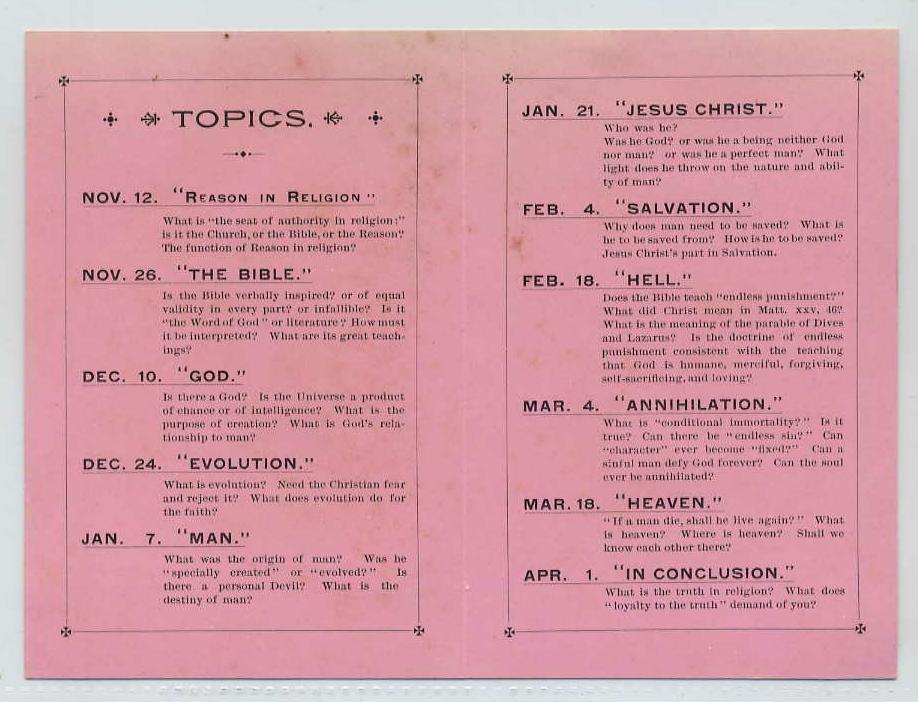 TOPICS.
NOV. 12. "REASON IN RELIGION"
What is "the seat of authority in religion;"
is it the Church, or the Bible, or the Reason?
The function of Reason in religion?
NOV. 26. "THE BIBLE."
Is the Bible verbally inspired? or of equal
validity in every part? or infallible? Is it
"the Word of God" or literature? How must
it be interpreted? What are its great teach-
ings?
DEC. 10. "GOD."
Is there a God? Is the Universe a product
of chance or of intelligence? What is the
purpose of creation? What is God's rela-
tionship to man?
DEC. 24. "EVOLUTION."
What is evolution? Need the Christian fear
and reject it? What does evolution do for
the faith?
JAN. 7. "MAN."
What was the origin of man? Was he
"specially created" or "evolved?" Is
there a personal Devil? What is the
destiny of man?
JAN. 21. "JESUS CHRIST."
Who was he?
Was he God? or was he a being neither God
nor man? or was he a perfect man? What
light does he throw on the nature and abil-
ity of man?
FEB. 4. "SALVATION."
Why does man need to be saved? What is
he to be saved from? How is he to be saved?
Jesus Christ's part in Salvation.
FEB. 18. "HELL."
Does the Bible teach "endless punishment?"
What did Christ mean in Matt. xxv, 46?
What is the meaning of the parable of Dives
and Lazarus? Is the doctrine of endless
punishment consistent with the teaching
that God is humane, merciful, forgiving,
self-sacrificing, and loving?
MAR. 4. "ANNIHILATION."
What is "conditional immortality?" Is it
true? Can there be "endless sin?" Can
"character" ever become "fixed?" Can a
sinful man defy God forever? Can the soul
ever be annihilated?
MAR. 18. "HEAVEN."
"If a man die, shall he live again?" What
is heaven? Where is heaven? Shall we
know each other there?
APR. 1. "IN CONCLUSION."
What is the truth in religion? What does
"loyalty to the truth" demand of you?